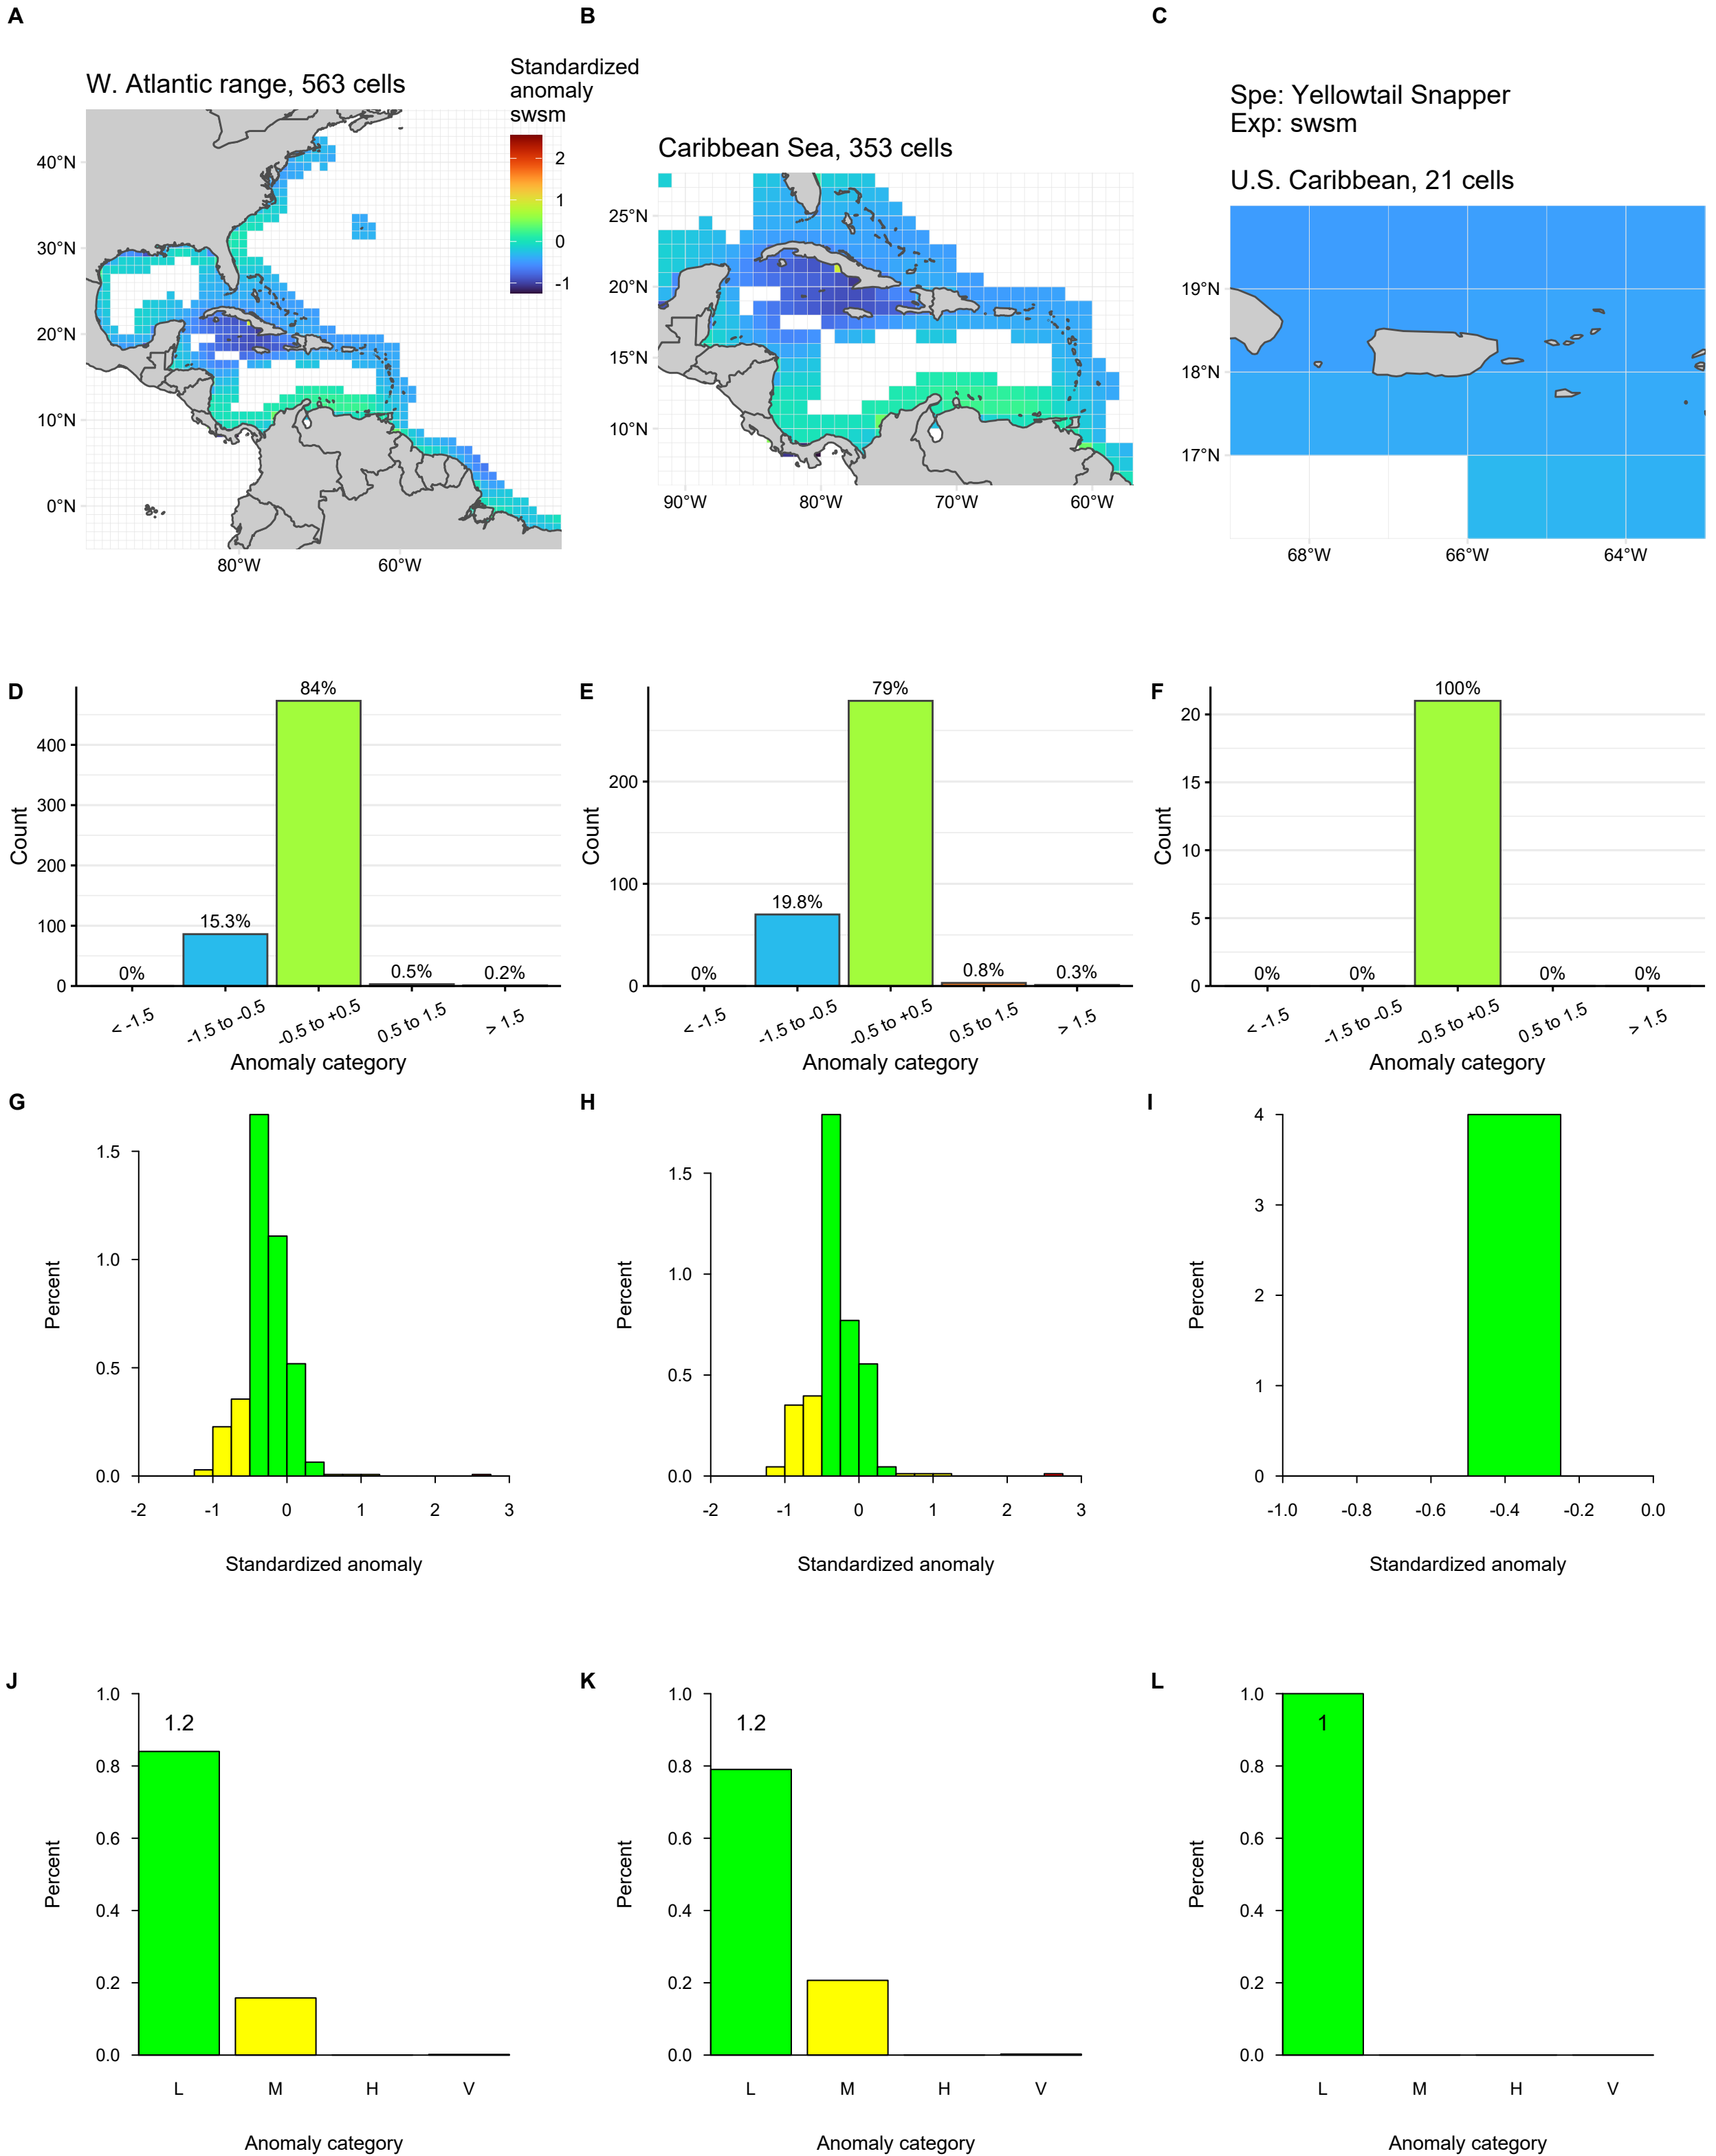 A
B
C
W. Atlantic range, 563 cells
Standardized
anomaly
swsm
2
1
0
-1
40°N
30°N
20°N
10°N
0°N
80°W
60°W
Caribbean Sea, 353 cells
25°N
20°N
15°N
10°N
90°W
80°W
70°W
60°W
Spe: Yellowtail Snapper
Exp: swsm
U.S. Caribbean, 21 cells
19°N
18°N
17°N
68°W
66°W
64°W
D
Count
400
300
200
100
0
0%
15.3%
84%
0.5%
0.2%
< -1.5
-1.5 to -0.5
-0.5 to +0.5
0.5 to 1.5
> 1.5
Anomaly category
E
Count
200
100
0
0%
19.8%
79%
0.8%
0.3%
< -1.5
-1.5 to -0.5
-0.5 to +0.5
0.5 to 1.5
> 1.5
Anomaly category
F
Count
20
15
10
5
0
0%
0%
100%
0%
0%
< -1.5
-1.5 to -0.5
-0.5 to +0.5
0.5 to 1.5
> 1.5
Anomaly category
G
Percent
1.5
1.0
0.5
0.0
-2
-1
0
1
2
3
Standardized anomaly
H
Percent
1.5
1.0
0.5
0.0
-2
-1
0
1
2
3
Standardized anomaly
I
Percent
4
3
2
1
0
-1.0
-0.8
-0.6
-0.4
-0.2
0.0
Standardized anomaly
J
Percent
1.0
0.8
0.6
0.4
0.2
0.0
1.2
L
M
H
V
Anomaly category
K
Percent
1.0
0.8
0.6
0.4
0.2
0.0
1.2
L
M
H
V
Anomaly category
L
Percent
1.0
0.8
0.6
0.4
0.2
0.0
1
L
M
H
V
Anomaly category